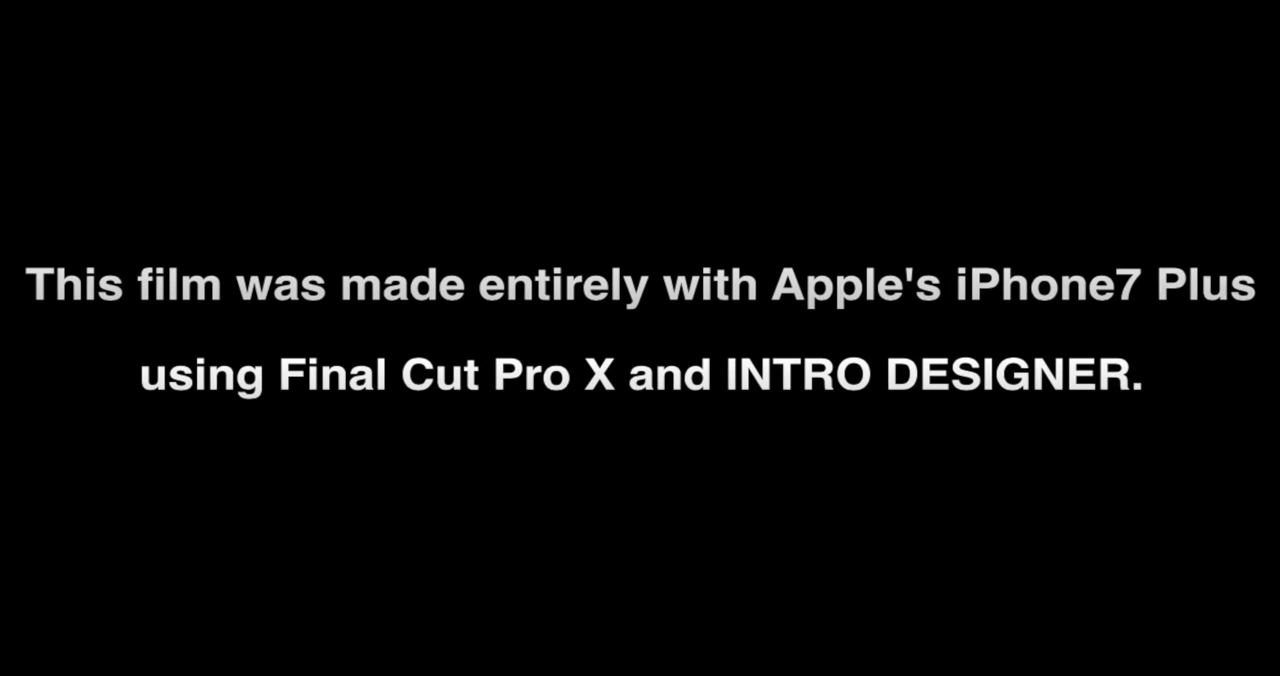 This film was made entirely with Apple's iPhone7 Plus
using Final Cut Pro X and INTRO DESIGNER.